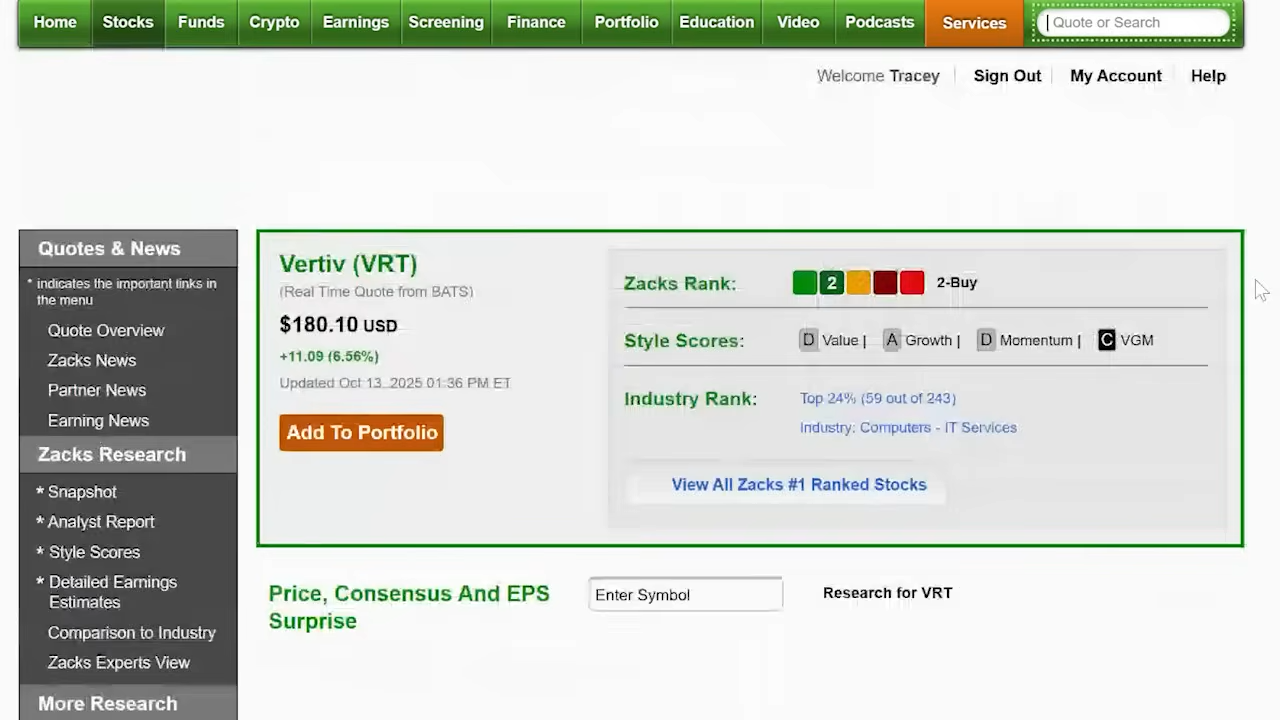 Home Stocks Funds Crypto Earnings Screening Finance Portfolio Education Video Podcasts Services Quote or Search
Welcome Tracey Sign Out My Account Help
Quotes & News
* indicates the important links in
the menu
Quote Overview
Zacks News
Partner News
Earning News
Zacks Research
* Snapshot
* Analyst Report
* Style Scores
* Detailed Earnings
Estimates
Comparison to Industry
Zacks Experts View
More Research
Vertiv (VRT)
(Real Time Quote from BATS)
$180.10 USD
+11.09 (6.56%)
Updated Oct 13, 2025 01:36 PM ET
Add To Portfolio
Zacks Rank: 2 2-Buy
Style Scores: D Value | A Growth | D Momentum | C VGM
Industry Rank: Top 24% (59 out of 243)
Industry: Computers - IT Services
View All Zacks #1 Ranked Stocks
Price, Consensus And EPS
Surprise
Enter Symbol
Research for VRT